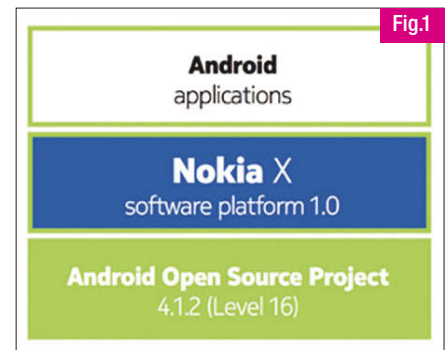 Fig.1
Android
applications
Nokia X
software platform 1.0
Android Open Source Project
4.1.2 (Level 16)